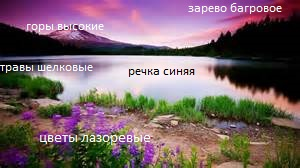 зарево багровое
горы высокие
травы шелковые
речка синяя
цветы лазоревые